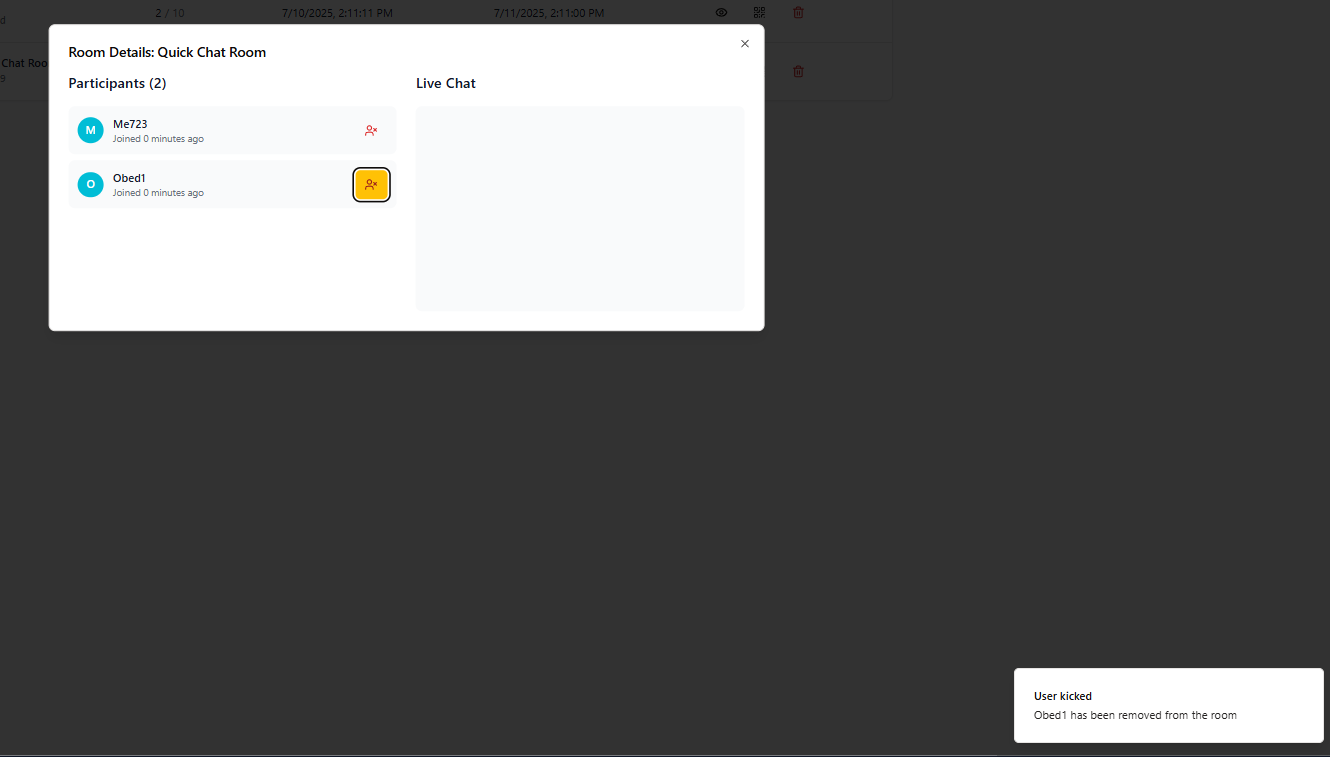 2 / 10
7/10/2025, 2:11:11 PM
7/11/2025, 2:11:00 PM
d
Chat Roo
9
Room Details: Quick Chat Room
Participants (2)
M
Me723
Joined 0 minutes ago
O
Obed1
Joined 0 minutes ago
Live Chat
User kicked
Obed1 has been removed from the room